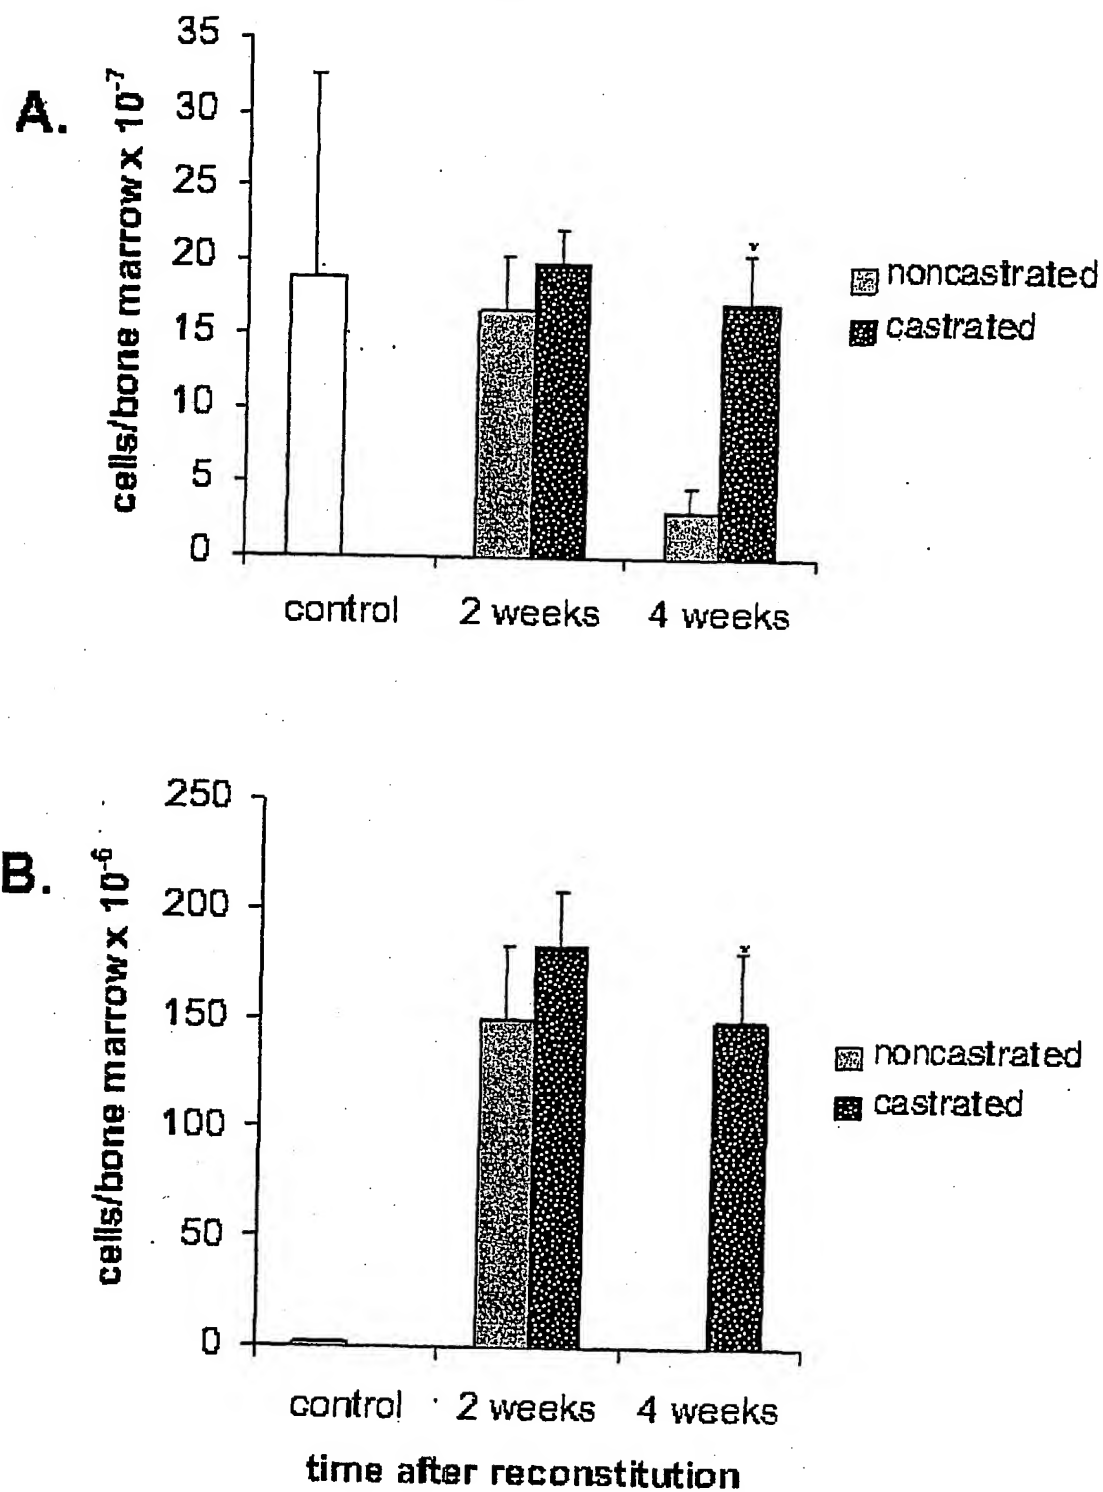 A.
cells/bone marrow x 10⁻⁷
35
30
25
20
15
10
5
0
control 2 weeks 4 weeks
noncastrated
castrated
*
B.
cells/bone marrow x 10⁻⁶
250
200
150
100
50
0
control 2 weeks 4 weeks
noncastrated
castrated
*
time after reconstitution